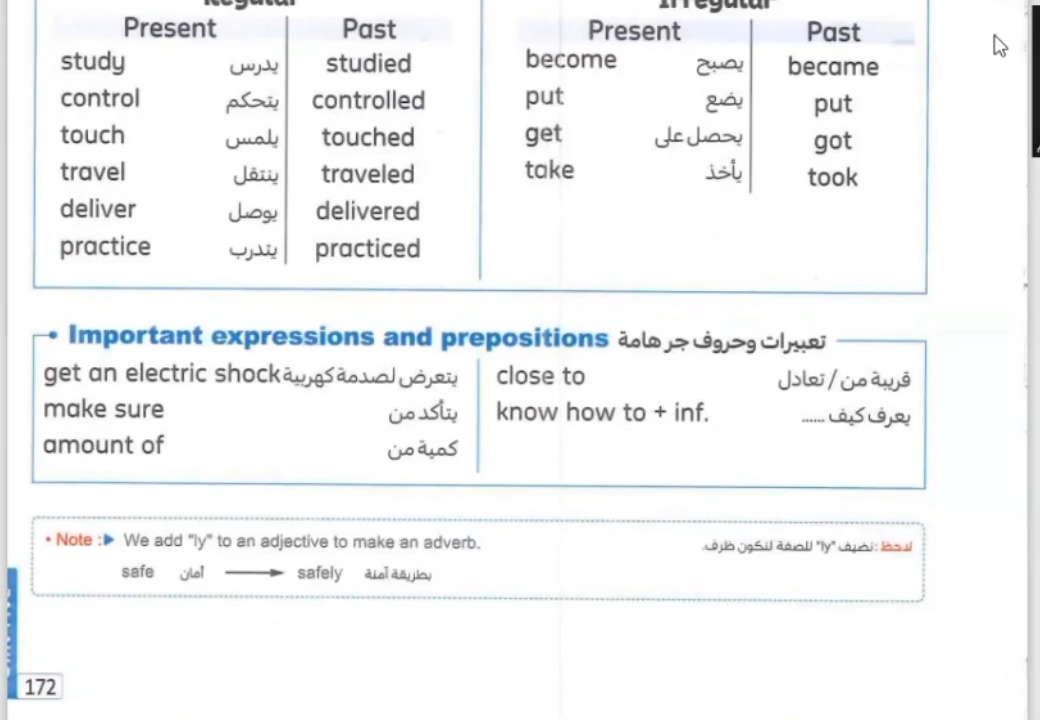 Regular
Present Past
study يدرس studied
control يتحكم controlled
touch يلمس touched
travel ينتقل traveled
deliver يوصل delivered
practice يتدرب practiced
Irregular
Present Past
become يصبح became
put يضع put
get يحصل على got
take يأخذ took
• Important expressions and prepositions تعبيرات وحروف جر هامة
get an electric shock يتعرض لصدمة كهربية
make sure يتأكد من
amount of كمية من
close to قريبة من / تعادل
know how to + inf. يعرف كيف ......
• Note :▶ We add "ly" to an adjective to make an adverb. لاحظ: نضيف "ly" للصفة لتكون ظرف.
safe أمان ⟶ safely بطريقة آمنة
172